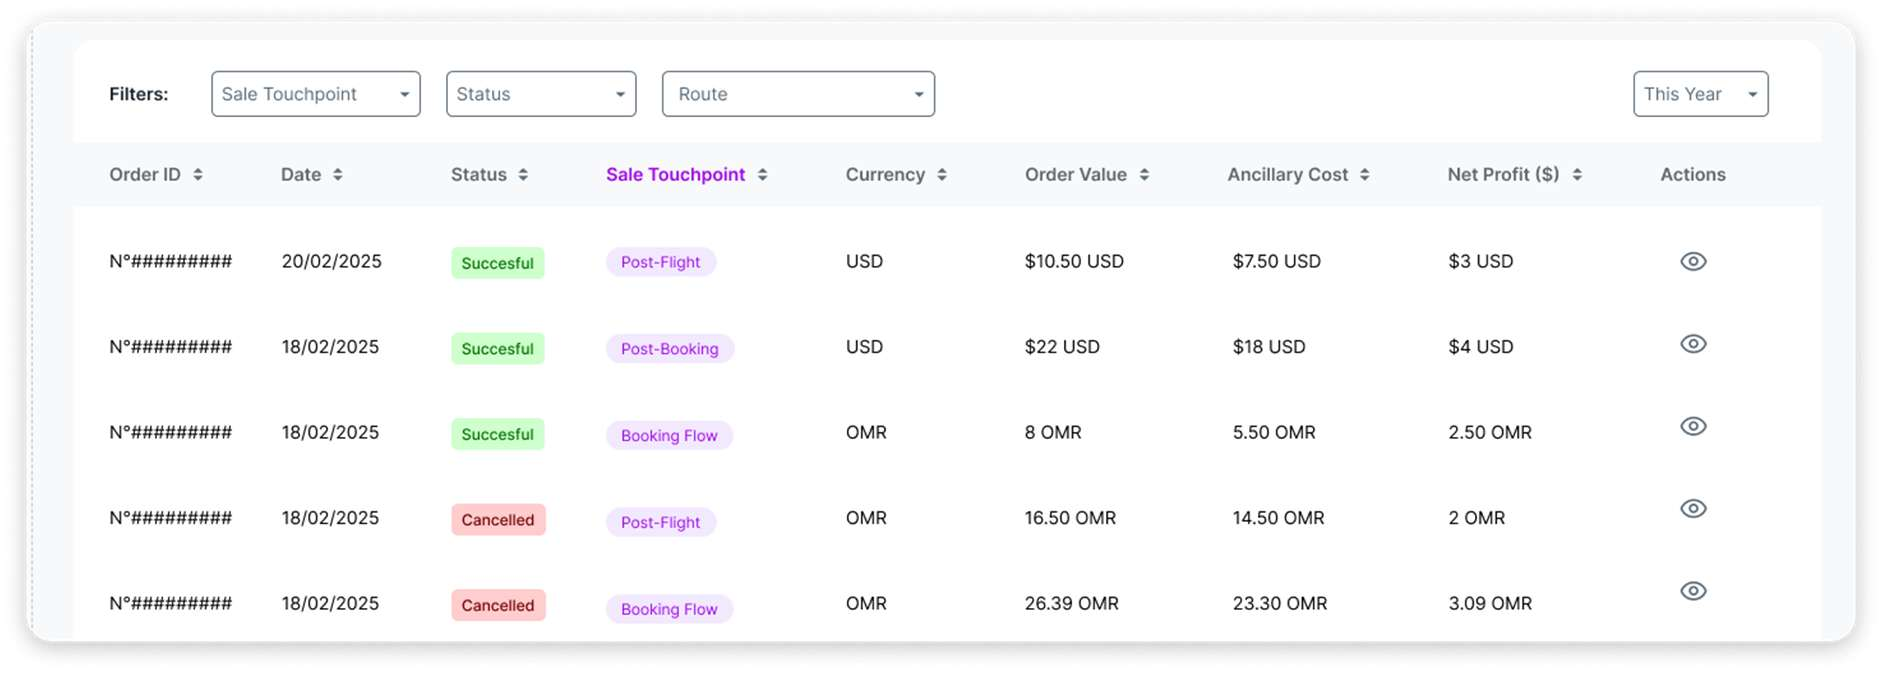 Filters: Sale Touchpoint Status Route This Year
Order ID Date Status Sale Touchpoint Currency Order Value Ancillary Cost Net Profit ($) Actions
N°######### 20/02/2025 Succesful Post-Flight USD $10.50 USD $7.50 USD $3 USD
N°######### 18/02/2025 Succesful Post-Booking USD $22 USD $18 USD $4 USD
N°######### 18/02/2025 Succesful Booking Flow OMR 8 OMR 5.50 OMR 2.50 OMR
N°######### 18/02/2025 Cancelled Post-Flight OMR 16.50 OMR 14.50 OMR 2 OMR
N°######### 18/02/2025 Cancelled Booking Flow OMR 26.39 OMR 23.30 OMR 3.09 OMR